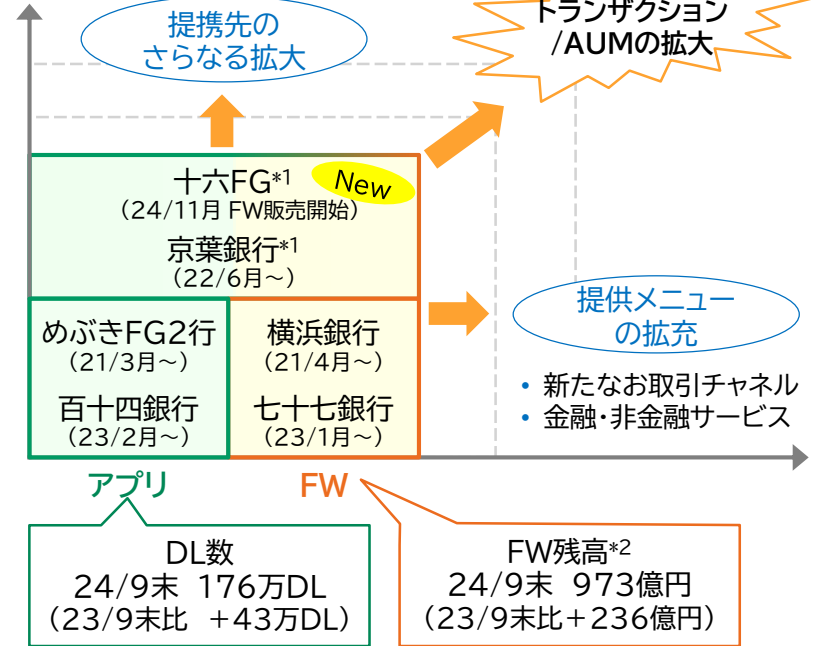 提携先の
さらなる拡大
トランザクション
/AUMの拡大
十六FG*1
New
(24/11月 FW販売開始)
京葉銀行*1
(22/6月～)
めぶきFG2行
(21/3月～)
百十四銀行
(23/2月～)
横浜銀行
(21/4月～)
七十七銀行
(23/1月～)
提供メニュー
の拡充
• 新たなお取引チャネル
• 金融・非金融サービス
アプリ
FW
DL数
24/9末 176万DL
(23/9末比 +43万DL)
FW残高*2
24/9末 973億円
(23/9末比+236億円)